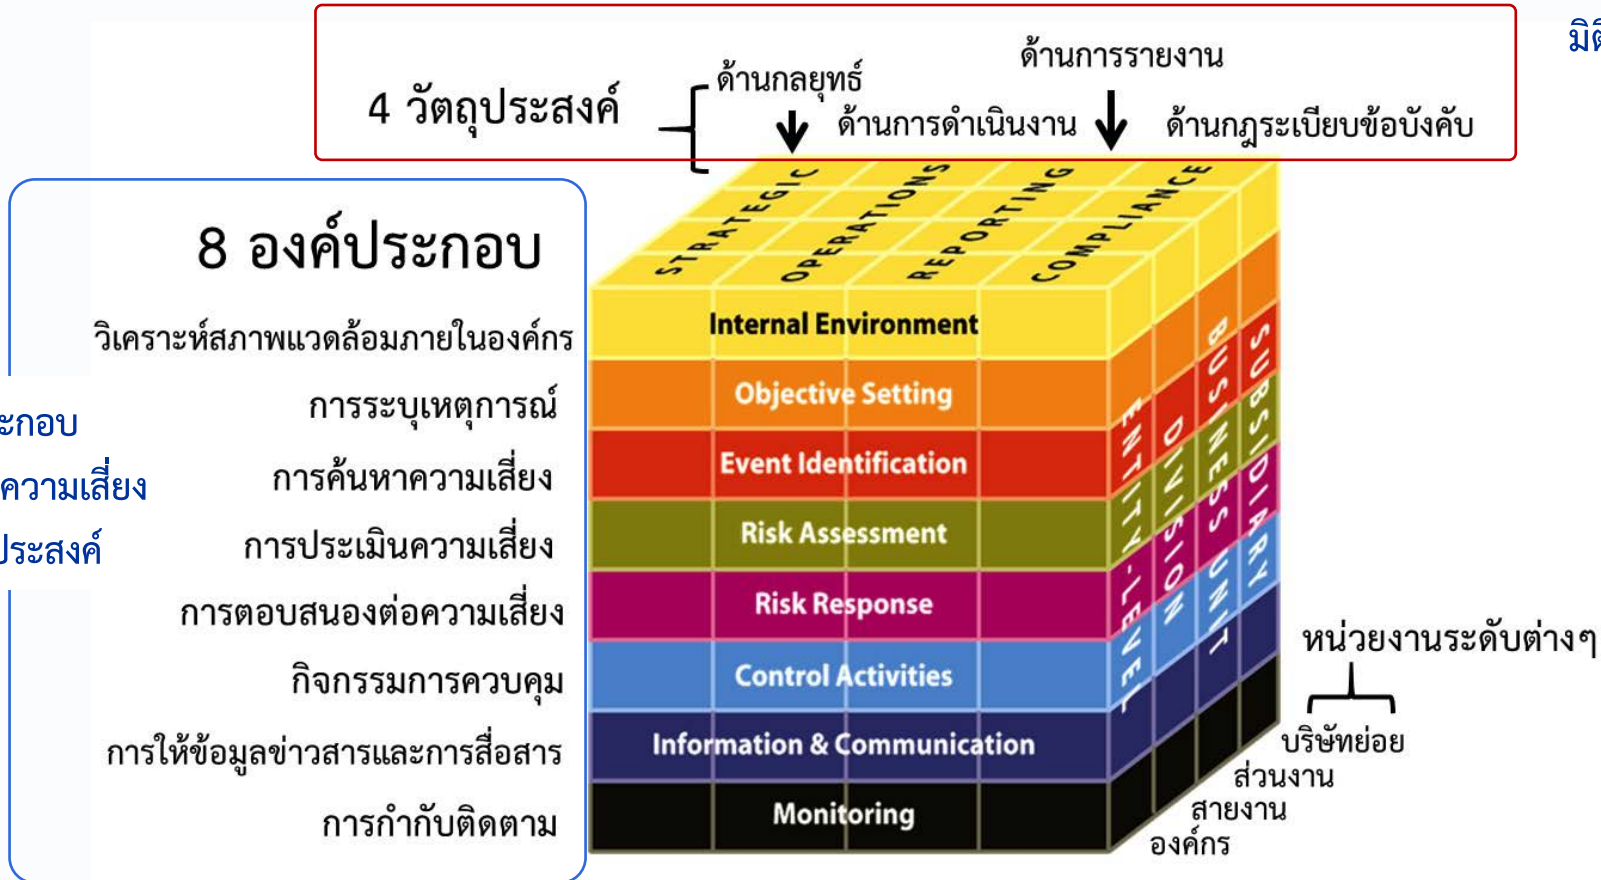 4 วัตถุประสงค์
ด้านกลยุทธ์
ด้านการรายงาน
ด้านการดำเนินงาน
ด้านกฎระเบียบข้อบังคับ
STRATEGIC
OPERATIONS
REPORTING
COMPLIANCE
8 องค์ประกอบ
วิเคราะห์สภาพแวดล้อมภายในองค์กร
Internal Environment
การระบุเหตุการณ์
Objective Setting
การค้นหาความเสี่ยง
Event Identification
การประเมินความเสี่ยง
Risk Assessment
การตอบสนองต่อความเสี่ยง
Risk Response
กิจกรรมการควบคุม
Control Activities
การให้ข้อมูลข่าวสารและการสื่อสาร
Information & Communication
การกำกับติดตาม
Monitoring
ความเสี่ยง
ENTITY-LEVEL
DIVISION
BUSINESS UNIT
SUBSIDIARY
หน่วยงานระดับต่างๆ
บริษัทย่อย
ส่วนงาน
สายงาน
องค์กร